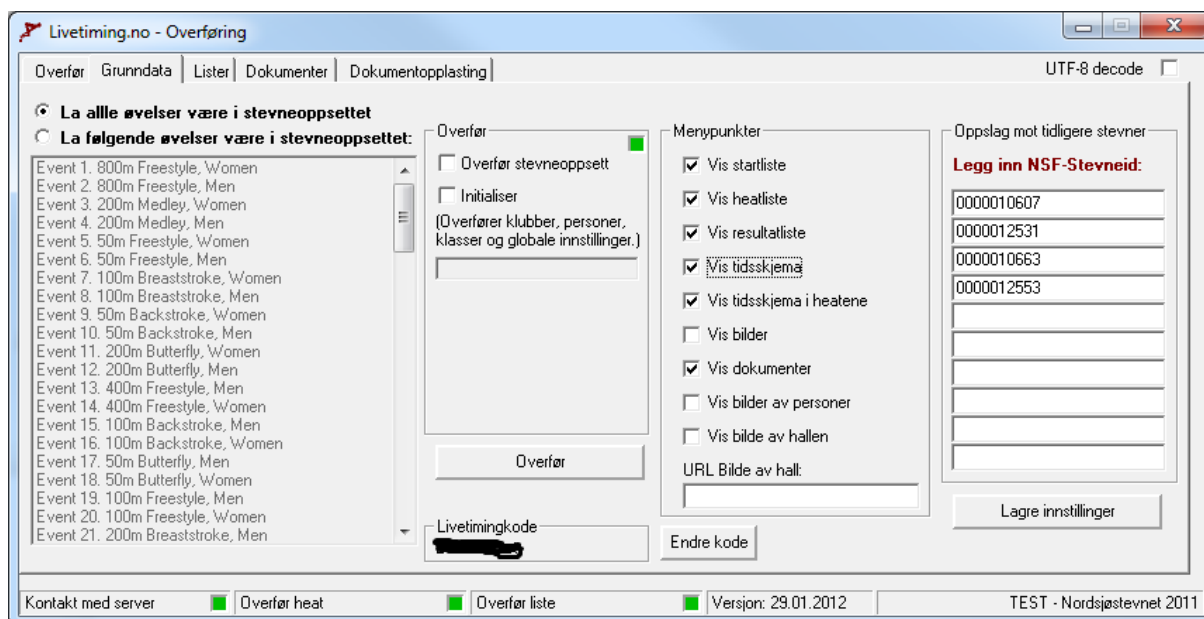 Livetiming.no - Overføring
Overfør Grunndata Lister Dokumenter Dokumentopplasting
UTF-8 decode
La allle øvelser være i stevneoppsettet
La følgende øvelser være i stevneoppsettet:
Event 1. 800m Freestyle, Women
Event 2. 800m Freestyle, Men
Event 3. 200m Medley, Women
Event 4. 200m Medley, Men
Event 5. 50m Freestyle, Women
Event 6. 50m Freestyle, Men
Event 7. 100m Breaststroke, Women
Event 8. 100m Breaststroke, Men
Event 9. 50m Backstroke, Women
Event 10. 50m Backstroke, Men
Event 11. 200m Butterfly, Women
Event 12. 200m Butterfly, Men
Event 13. 400m Freestyle, Men
Event 14. 400m Freestyle, Women
Event 15. 100m Backstroke, Men
Event 16. 100m Backstroke, Women
Event 17. 50m Butterfly, Men
Event 18. 50m Butterfly, Women
Event 19. 100m Freestyle, Men
Event 20. 100m Freestyle, Women
Event 21. 200m Breaststroke, Men
Overfør
Overfør stevneoppsett
Initialiser
(Overfører klubber, personer,
klasser og globale innstillinger.)
Overfør
Livetimingkode
Menypunkter
Vis startliste
Vis heatliste
Vis resultatliste
Vis tidsskjema
Vis tidsskjema i heatene
Vis bilder
Vis dokumenter
Vis bilder av personer
Vis bilde av hallen
URL Bilde av hall:
Endre kode
Oppslag mot tidligere stevner
Legg inn NSF-Stevneid:
0000010607
0000012531
0000010663
0000012553
Lagre innstillinger
Kontakt med server Overfør heat Overfør liste Versjon: 29.01.2012 TEST - Nordsjøstevnet 2011